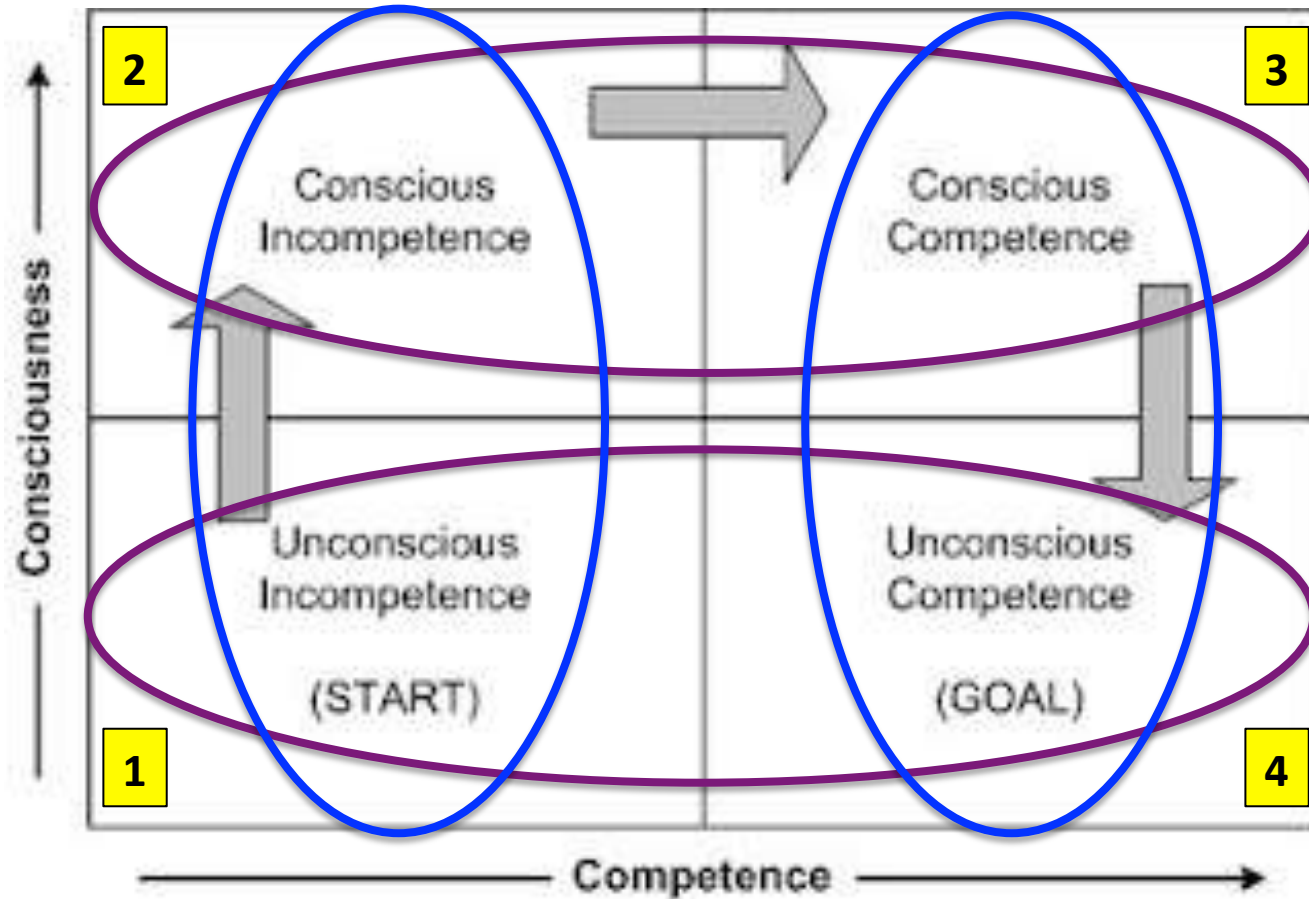 2
3
Conscious
Incompetence
Conscious
Competence
Consciousness
Unconscious
Incompetence
(START)
Unconscious
Competence
(GOAL)
1
4
Competence